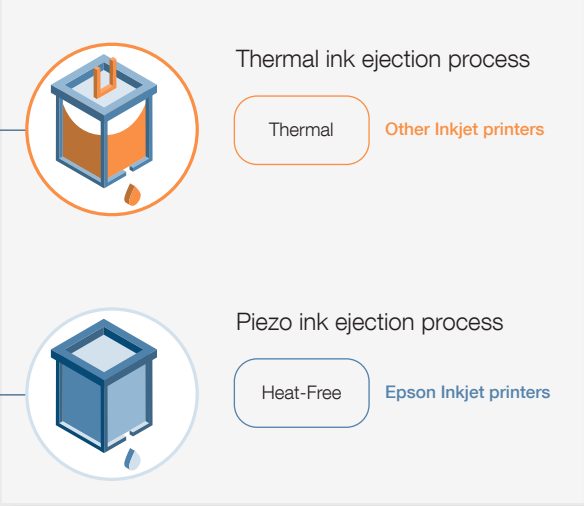 Thermal ink ejection process
Thermal
Other Inkjet printers
Piezo ink ejection process
Heat-Free
Epson Inkjet printers